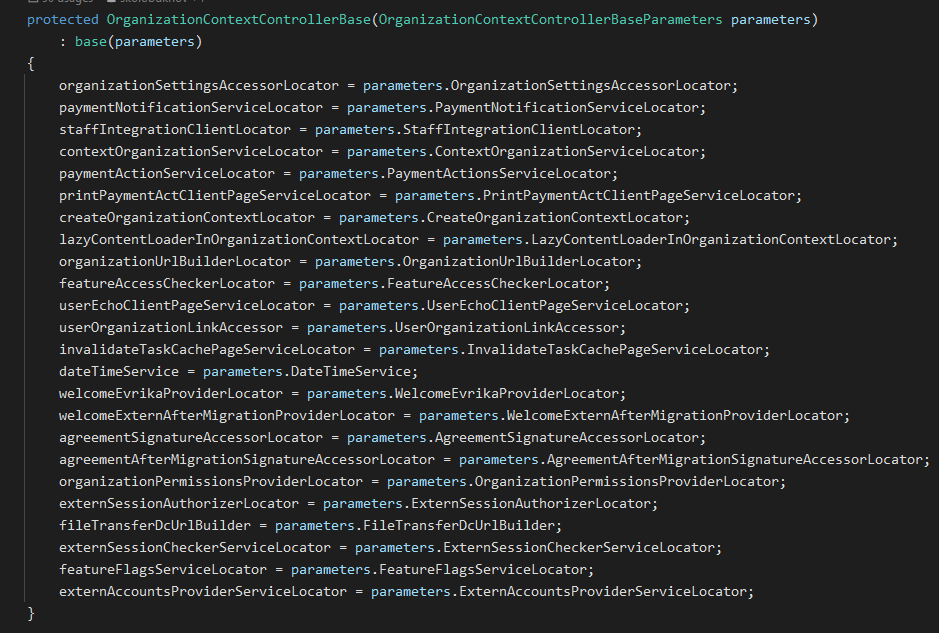 protected OrganizationContextControllerBase(OrganizationContextControllerBaseParameters parameters)
: base(parameters)
{
organizationSettingsAccessorLocator = parameters.OrganizationSettingsAccessorLocator;
paymentNotificationServiceLocator = parameters.PaymentNotificationServiceLocator;
staffIntegrationClientLocator = parameters.StaffIntegrationClientLocator;
contextOrganizationServiceLocator = parameters.ContextOrganizationServiceLocator;
paymentActionServiceLocator = parameters.PaymentActionsServiceLocator;
printPaymentActClientPageServiceLocator = parameters.PrintPaymentActClientPageServiceLocator;
createOrganizationContextLocator = parameters.CreateOrganizationContextLocator;
lazyContentLoaderInOrganizationContextLocator = parameters.LazyContentLoaderInOrganizationContextLocator;
organizationUrlBuilderLocator = parameters.OrganizationUrlBuilderLocator;
featureAccessCheckerLocator = parameters.FeatureAccessCheckerLocator;
userEchoClientPageServiceLocator = parameters.UserEchoClientPageServiceLocator;
userOrganizationLinkAccessor = parameters.UserOrganizationLinkAccessor;
invalidateTaskCachePageServiceLocator = parameters.InvalidateTaskCachePageServiceLocator;
dateTimeService = parameters.DateTimeService;
welcomeEvrikaProviderLocator = parameters.WelcomeEvrikaProviderLocator;
welcomeExternAfterMigrationProviderLocator = parameters.WelcomeExternAfterMigrationProviderLocator;
agreementSignatureAccessorLocator = parameters.AgreementSignatureAccessorLocator;
agreementAfterMigrationSignatureAccessorLocator = parameters.AgreementAfterMigrationSignatureAccessorLocator;
organizationPermissionsProviderLocator = parameters.OrganizationPermissionsProviderLocator;
externSessionAuthorizerLocator = parameters.ExternSessionAuthorizerLocator;
fileTransferDcUrlBuilder = parameters.FileTransferDcUrlBuilder;
externSessionCheckerServiceLocator = parameters.ExternSessionCheckerServiceLocator;
featureFlagsServiceLocator = parameters.FeatureFlagsServiceLocator;
externAccountsProviderServiceLocator = parameters.ExternAccountsProviderServiceLocator;
}